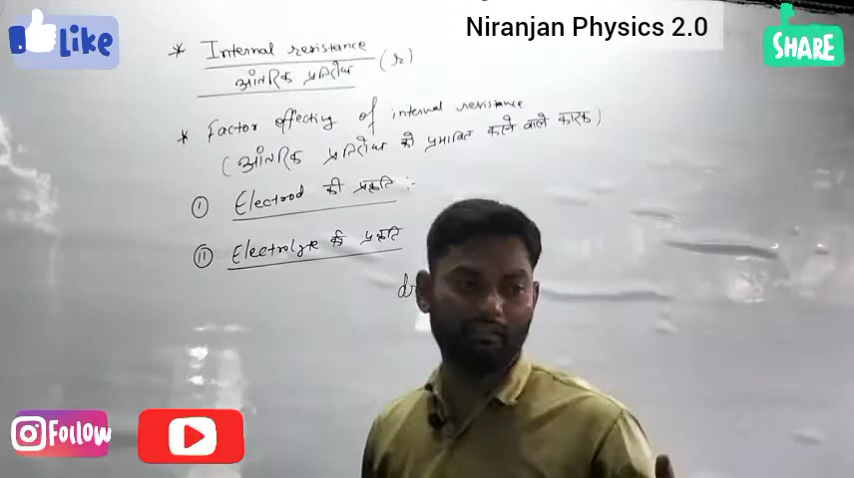 Niranjan Physics 2.0
Like
SHARE
* Internal resistance
आंतरिक प्रतिरोध (r)
* Factor effecting of internal resistance
(आंतरिक प्रतिरोध को प्रभावित करने वाले कारक)
(i) Electrod की प्रकृति :-
(ii) Electrolyte की प्रकृति
Follow